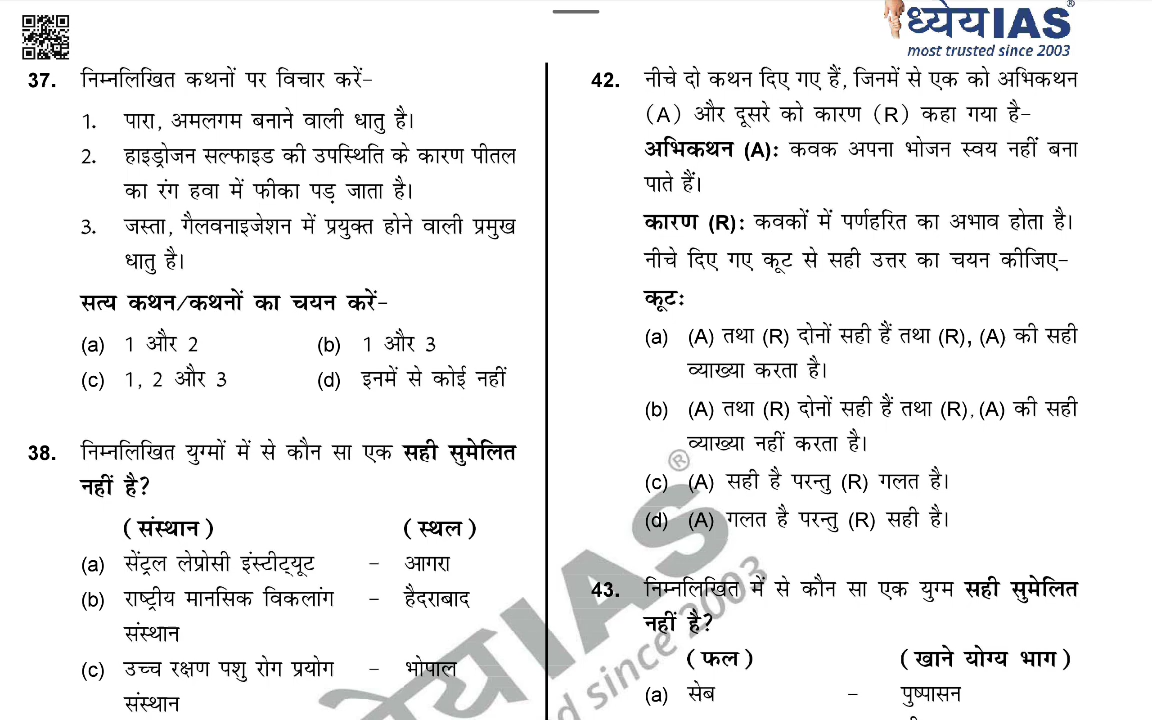 ध्येयIAS®
most trusted since 2003
37. निम्नलिखित कथनों पर विचार करें–
1. पारा, अमलगम बनाने वाली धातु है।
2. हाइड्रोजन सल्फाइड की उपस्थिति के कारण पीतल
का रंग हवा में फीका पड़ जाता है।
3. जस्ता, गैलवनाइजेशन में प्रयुक्त होने वाली प्रमुख
धातु है।
सत्य कथन/कथनों का चयन करें–
(a) 1 और 2 (b) 1 और 3
(c) 1, 2 और 3 (d) इनमें से कोई नहीं
38. निम्नलिखित युग्मों में से कौन सा एक सही सुमेलित
नहीं है?
(संस्थान) (स्थल)
(a) सेंट्रल लेप्रोसी इंस्टीट्यूट – आगरा
(b) राष्ट्रीय मानसिक विकलांग – हैदराबाद
संस्थान
(c) उच्च रक्षण पशु रोग प्रयोग – भोपाल
संस्थान
42. नीचे दो कथन दिए गए हैं, जिनमें से एक को अभिकथन
(A) और दूसरे को कारण (R) कहा गया है–
अभिकथन (A): कवक अपना भोजन स्वय नहीं बना
पाते हैं।
कारण (R): कवकों में पर्णहरित का अभाव होता है।
नीचे दिए गए कूट से सही उत्तर का चयन कीजिए–
कूट:
(a) (A) तथा (R) दोनों सही हैं तथा (R), (A) की सही
व्याख्या करता है।
(b) (A) तथा (R) दोनों सही हैं तथा (R), (A) की सही
व्याख्या नहीं करता है।
(c) (A) सही है परन्तु (R) गलत है।
(d) (A) गलत है परन्तु (R) सही है।
43. निम्नलिखित में से कौन सा एक युग्म सही सुमेलित
नहीं है?
(फल) (खाने योग्य भाग)
(a) सेब – पुष्पासन